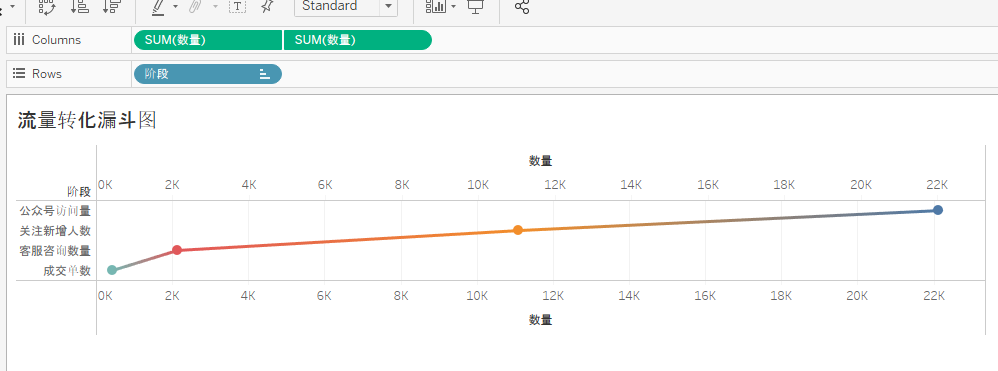 Standard
Columns
SUM(数量)
SUM(数量)
Rows
阶段
流量转化漏斗图
数量
阶段
0K 2K 4K 6K 8K 10K 12K 14K 16K 18K 20K 22K
公众号访问量
关注新增人数
客服咨询数量
成交单数
0K 2K 4K 6K 8K 10K 12K 14K 16K 18K 20K 22K
数量